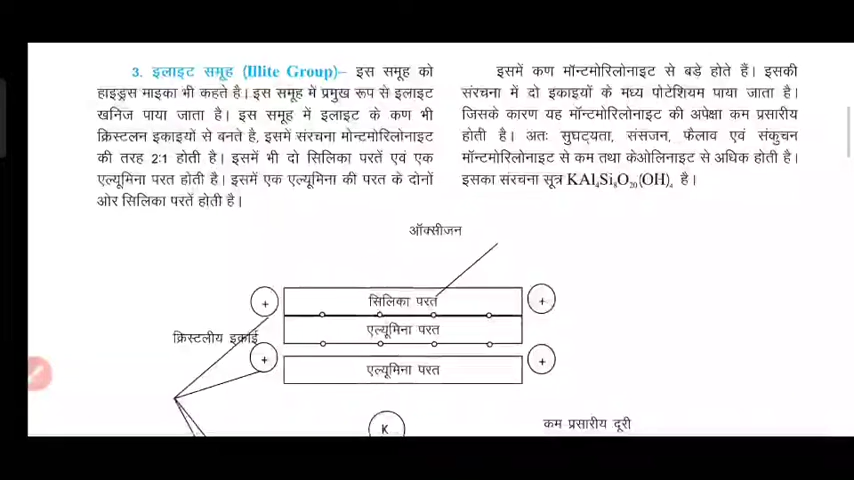 3. इलाइट समूह (Illite Group)– इस समूह को
हाइड्रस माइका भी कहते है। इस समूह में प्रमुख रूप से इलाइट
खनिज पाया जाता है। इस समूह में इलाइट के कण भी
क्रिस्टलन इकाइयों से बनते है, इसमें संरचना मोन्टमोरिलोनाइट
की तरह 2:1 होती है। इसमें भी दो सिलिका परतें एवं एक
एल्यूमिना परत होती है। इसमें एक एल्यूमिना की परत के दोनों
ओर सिलिका परतें होती है।
इसमें कण मॉन्टमोरिलोनाइट से बड़े होते हैं। इसकी
संरचना में दो इकाइयों के मध्य पोटेशियम पाया जाता है।
जिसके कारण यह मॉन्टमोरिलोनाइट की अपेक्षा कम प्रसारीय
होती है। अतः सुघट्यता, संसजन, फैलाव एवं संकुचन
मॉन्टमोरिलोनाइट से कम तथा केओलिनाइट से अधिक होती है।
इसका संरचना सूत्र KAl₄Si₈O₂₀(OH)₄ है।
ऑक्सीजन
+ सिलिका परत +
एल्यूमिना परत
क्रिस्टलीय इकाई
+ एल्यूमिना परत +
K
कम प्रसारीय दूरी